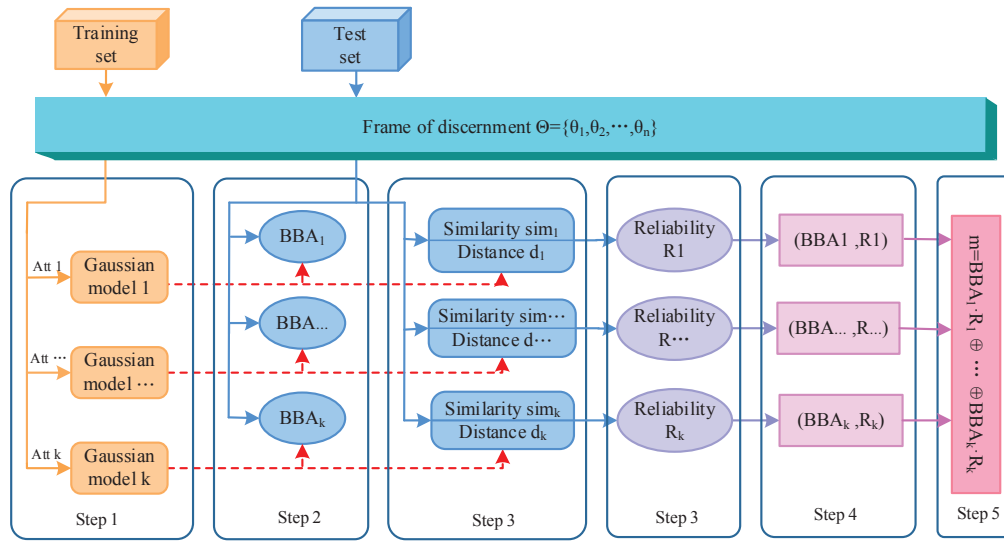 Training
set
Test
set
Frame of discernment Θ={θ₁,θ₂,⋯,θₙ}
Att 1
Gaussian
model 1
Att ⋯
Gaussian
model ⋯
Att k
Gaussian
model k
Step 1
BBA₁
BBA...
BBAₖ
Step 2
Similarity sim₁
Distance d₁
Similarity sim⋯
Distance d⋯
Similarity simₖ
Distance dₖ
Step 3
Reliability
R1
Reliability
R⋯
Reliability
Rₖ
Step 3
(BBA1 ,R1)
(BBA... ,R...)
(BBAₖ ,Rₖ)
Step 4
m=BBA₁·R₁ ⊕ ⋯ ⊕BBAₖ·Rₖ
Step 5